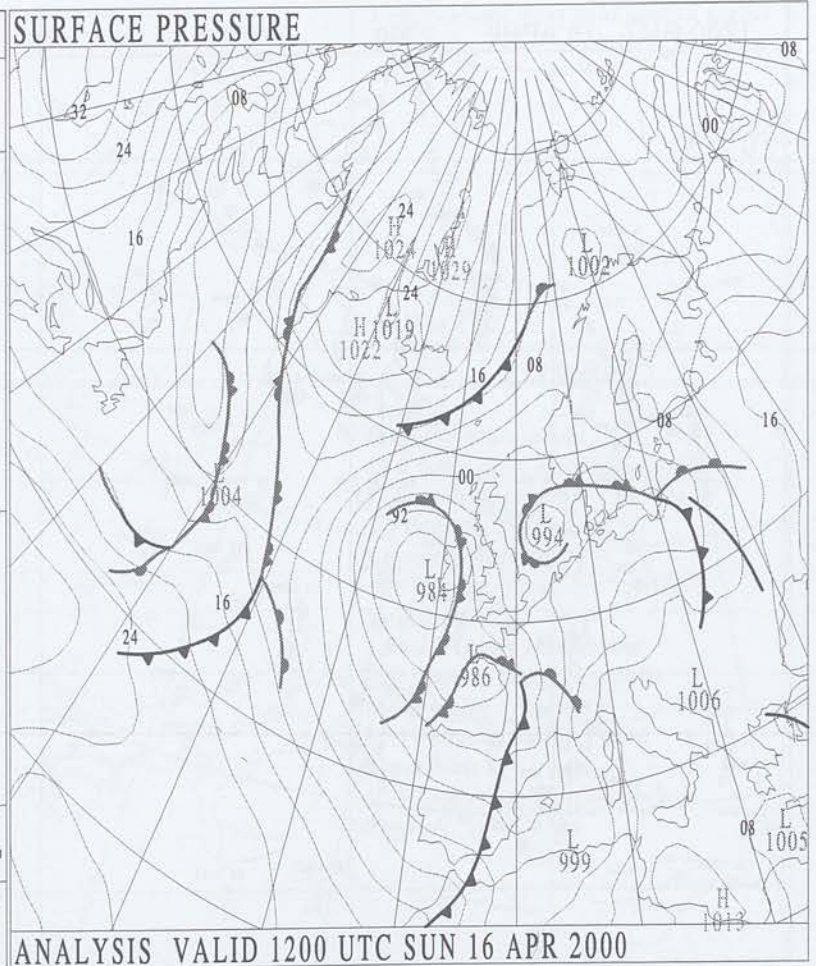 SURFACE PRESSURE
08
08
32
00
24
24
H
1024
16
H
1029
L
1002
24
L
H 1019
1022
16
08
08
16
L
1004
00
92
L
994
L
984
16
24
L
986
L
1006
08
L
1005
L
999
H
1013
ANALYSIS VALID 1200 UTC SUN 16 APR 2000